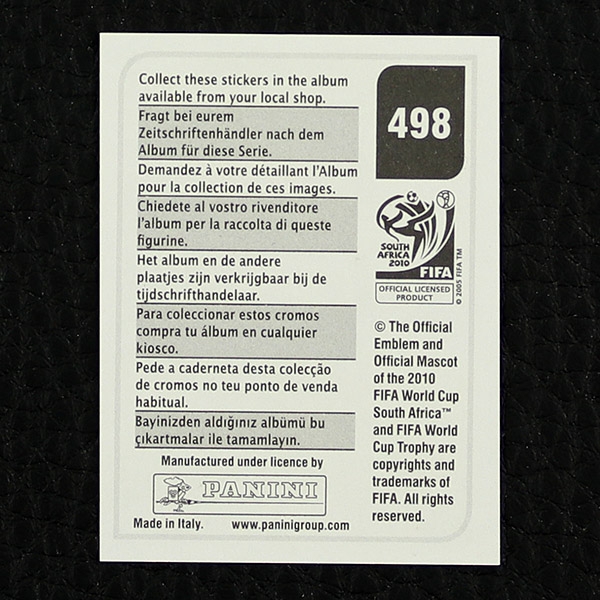 Collect these stickers in the album
available from your local shop.
Fragt bei eurem
Zeitschriftenhändler nach dem
Album für diese Serie.
Demandez à votre détaillant l'Album
pour la collection de ces images.
Chiedete al vostro rivenditore
l'album per la raccolta di queste
figurine.
Het album en de andere
plaatjes zijn verkrijgbaar bij de
tijdschrifthandelaar.
Para coleccionar estos cromos
compra tu álbum en cualquier
kiosco.
Pede a caderneta desta colecção
de cromos no teu ponto de venda
habitual.
Bayinizden aldığınız albümü bu
çıkartmalar ile tamamlayın.
Manufactured under licence by
PANINI
Made in Italy. www.paninigroup.com
498
SOUTH
AFRICA
2010
FIFA
© 2005 FIFA TM
OFFICIAL LICENSED
PRODUCT
© The Official
Emblem and
Official Mascot
of the 2010
FIFA World Cup
South Africa™
and FIFA World
Cup Trophy are
copyrights and
trademarks of
FIFA. All rights
reserved.